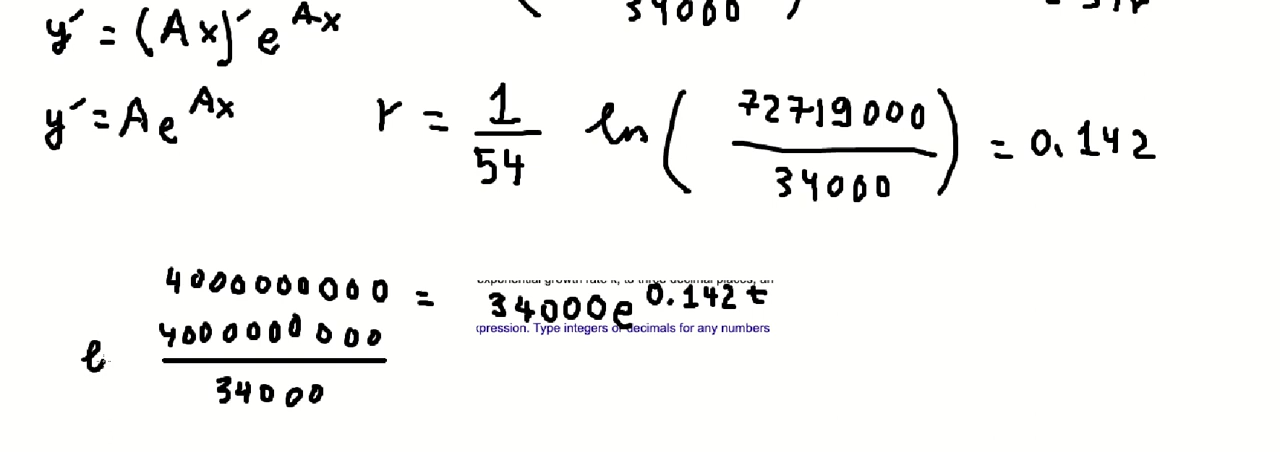 y´ = (Ax)´ e^Ax
34000
y´ = A e^Ax
r = 1/54 ln( 72719000 / 34000 ) = 0.142
4000000000 = 34000e^0.142t
pression. Type integers or decimals for any numbers
4000000000 / 34000